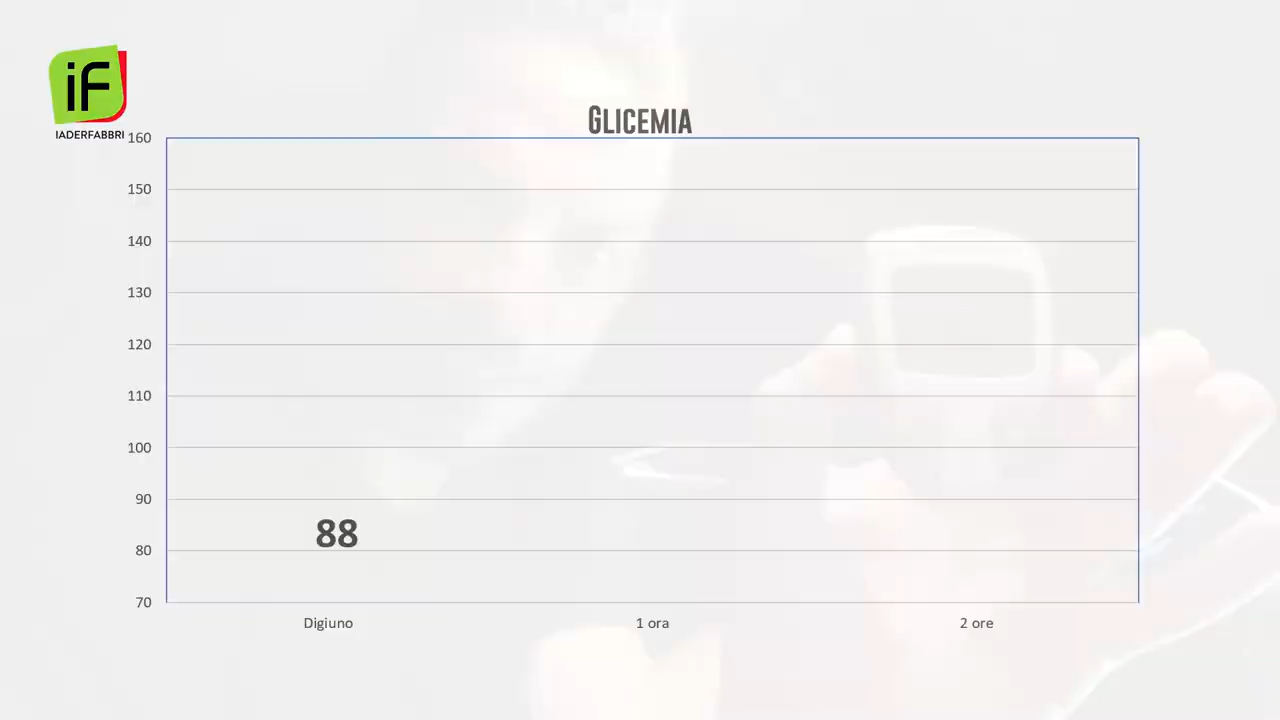 iF
IADERFABBRI
GLICEMIA
160
150
140
130
120
110
100
90
80
70
88
Digiuno
1 ora
2 ore